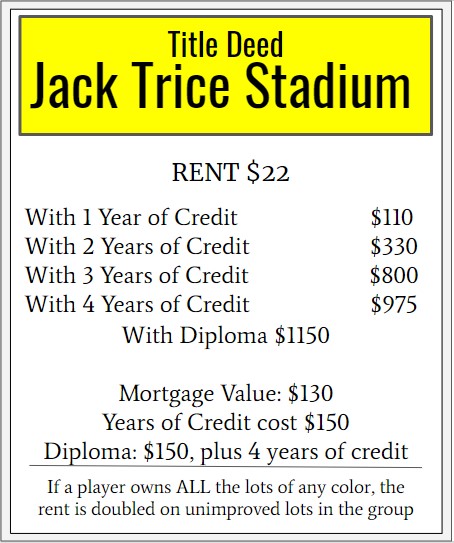 Title Deed
Jack Trice Stadium
RENT $22
With 1 Year of Credit $110
With 2 Years of Credit $330
With 3 Years of Credit $800
With 4 Years of Credit $975
With Diploma $1150
Mortgage Value: $130
Years of Credit cost $150
Diploma: $150, plus 4 years of credit
If a player owns ALL the lots of any color, the
rent is doubled on unimproved lots in the group